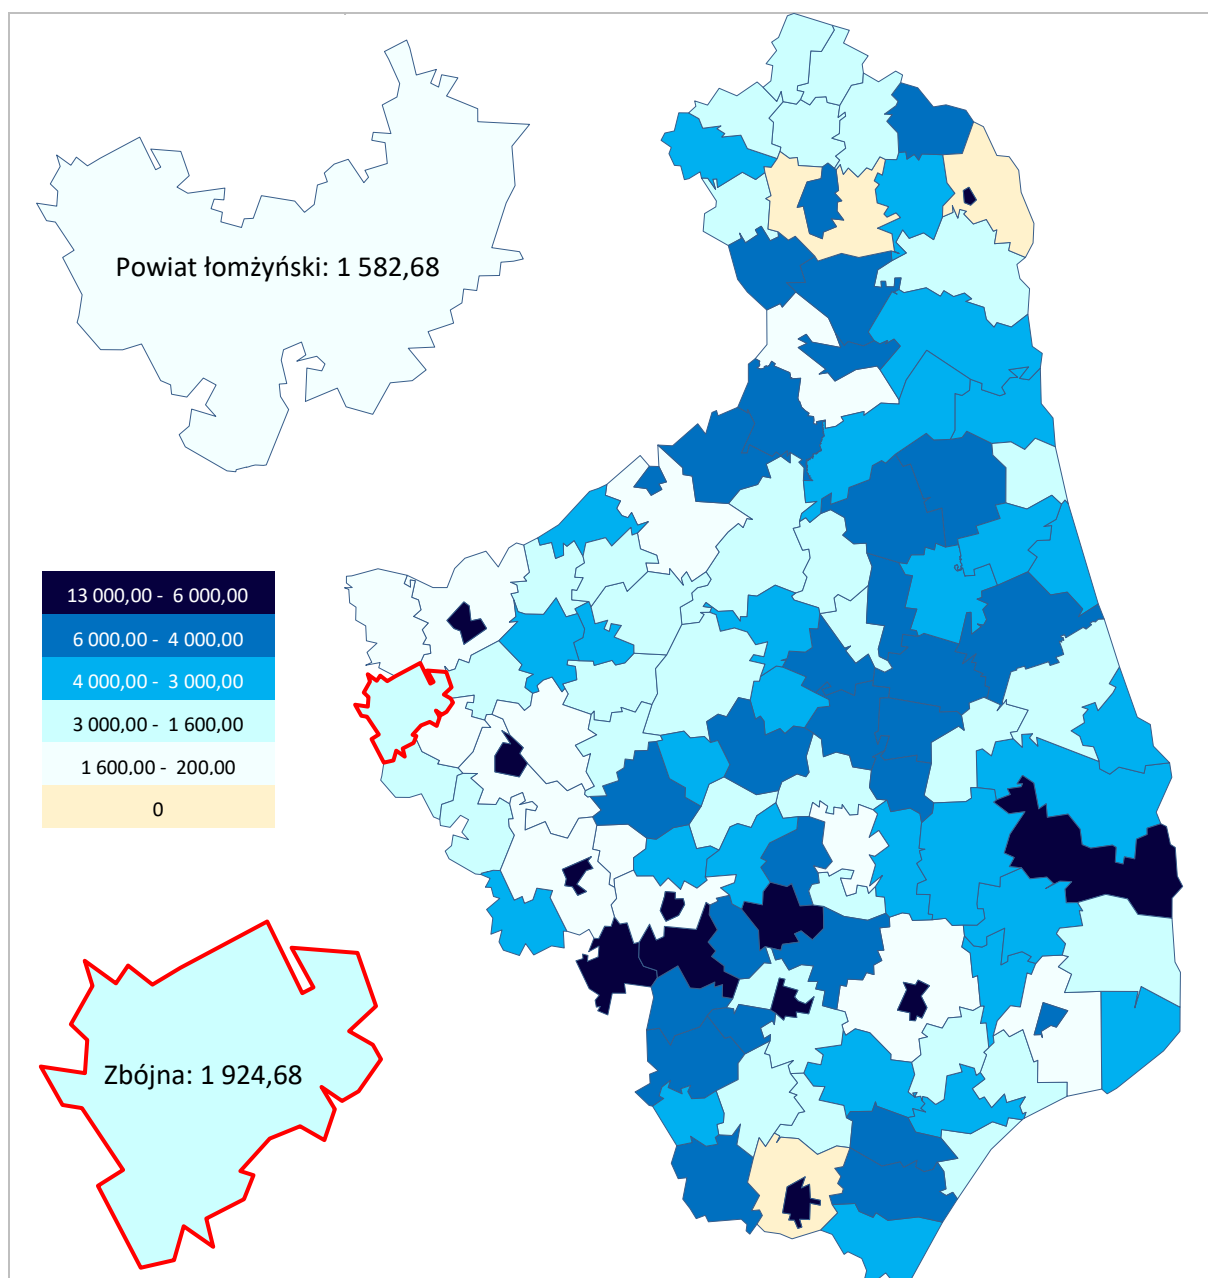 Powiat łomżyński: 1 582,68
13 000,00 - 6 000,00
6 000,00 - 4 000,00
4 000,00 - 3 000,00
3 000,00 - 1 600,00
1 600,00 - 200,00
0
Zbójna: 1 924,68